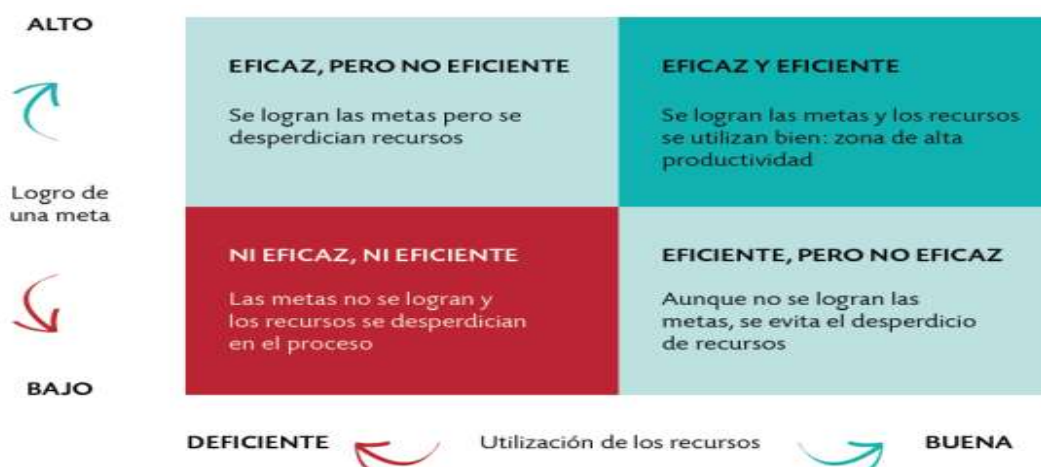 ALTO
EFICAZ, PERO NO EFICIENTE
Se logran las metas pero se
desperdician recursos
EFICAZ Y EFICIENTE
Se logran las metas y los recursos
se utilizan bien: zona de alta
productividad
Logro de
una meta
NI EFICAZ, NI EFICIENTE
Las metas no se logran y
los recursos se desperdician
en el proceso
EFICIENTE, PERO NO EFICAZ
Aunque no se logran las
metas, se evita el desperdicio
de recursos
BAJO
DEFICIENTE
Utilización de los recursos
BUENA